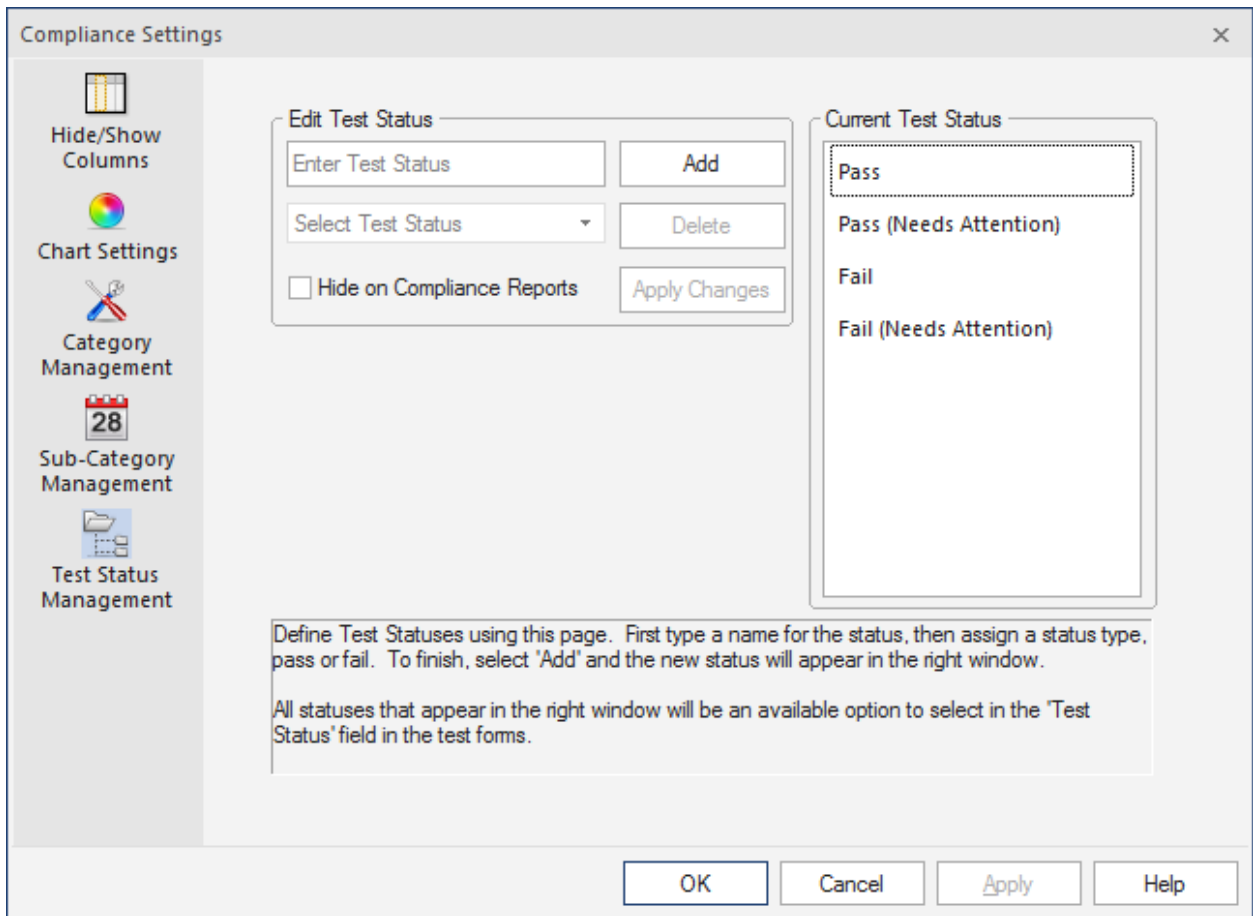 Compliance Settings
Hide/Show
Columns
Chart Settings
Category
Management
28
Sub-Category
Management
Test Status
Management
Edit Test Status
Enter Test Status
Add
Select Test Status
Delete
Hide on Compliance Reports
Apply Changes
Current Test Status
Pass
Pass (Needs Attention)
Fail
Fail (Needs Attention)
Define Test Statuses using this page. First type a name for the status, then assign a status type,
pass or fail. To finish, select "Add" and the new status will appear in the right window.
All statuses that appear in the right window will be an available option to select in the "Test
Status" field in the test forms.
OK
Cancel
Apply
Help